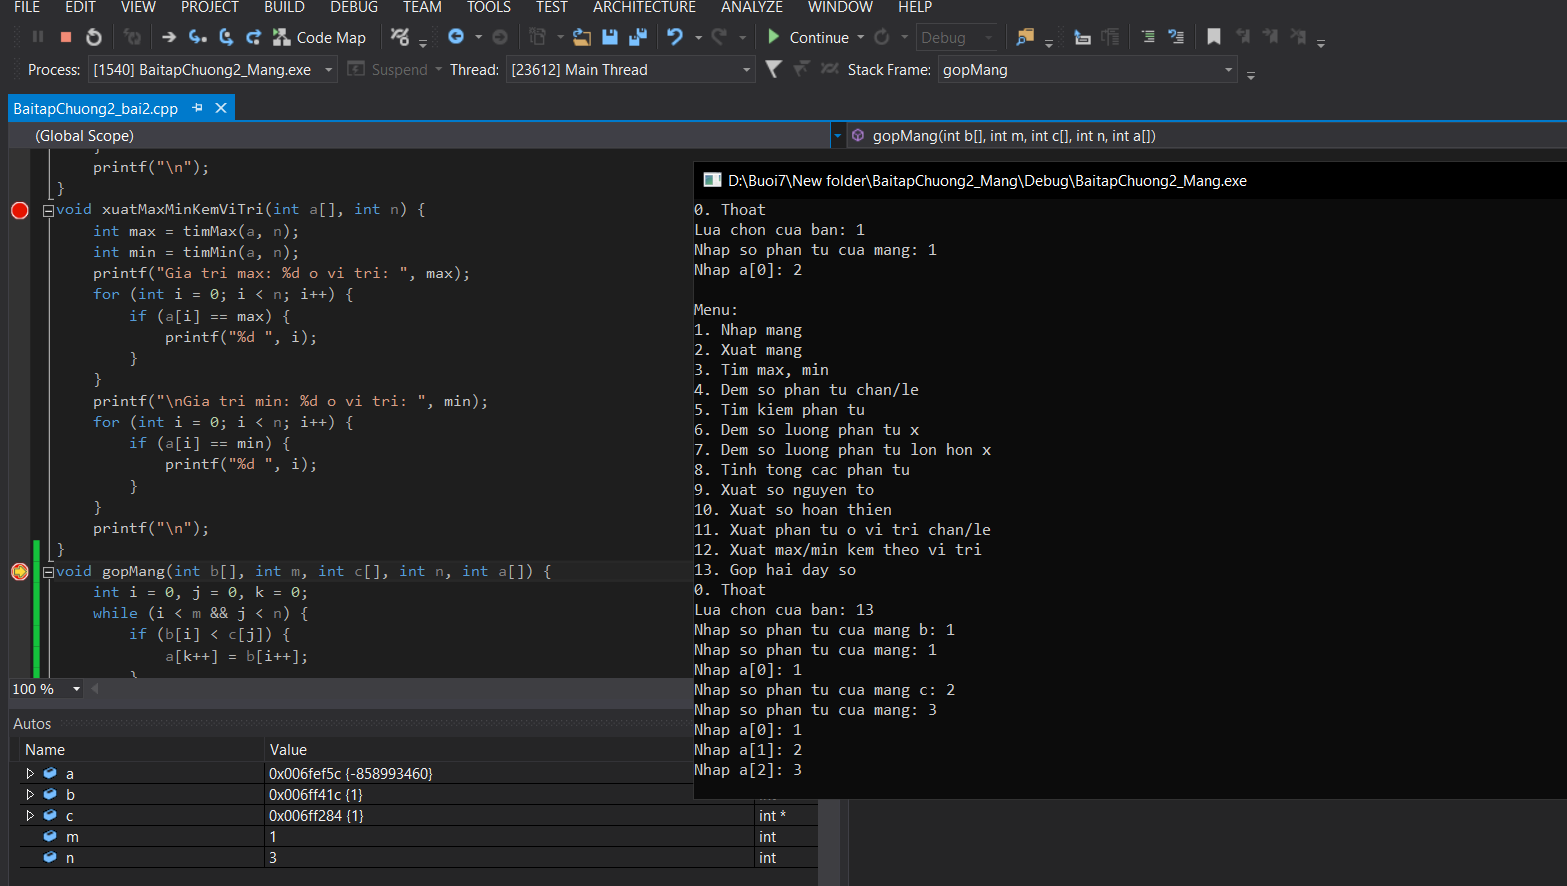 FILE EDIT VIEW PROJECT BUILD DEBUG TEAM TOOLS TEST ARCHITECTURE ANALYZE WINDOW HELP
Code Map Continue Debug
Process: [1540] BaitapChuong2_Mang.exe Suspend Thread: [23612] Main Thread Stack Frame: gopMang
BaitapChuong2_bai2.cpp
(Global Scope) gopMang(int b[], int m, int c[], int n, int a[])
}
printf("\n");
}
void xuatMaxMinKemViTri(int a[], int n) {
int max = timMax(a, n);
int min = timMin(a, n);
printf("Gia tri max: %d o vi tri: ", max);
for (int i = 0; i < n; i++) {
if (a[i] == max) {
printf("%d ", i);
}
}
printf("\nGia tri min: %d o vi tri: ", min);
for (int i = 0; i < n; i++) {
if (a[i] == min) {
printf("%d ", i);
}
}
printf("\n");
}
void gopMang(int b[], int m, int c[], int n, int a[]) {
int i = 0, j = 0, k = 0;
while (i < m && j < n) {
if (b[i] < c[j]) {
a[k++] = b[i++];
}
100 %
Autos
Name Value
a 0x006fef5c {-858993460}
b 0x006ff41c {1}
c 0x006ff284 {1} int *
m 1 int
n 3 int
D:\Buoi7\New folder\BaitapChuong2_Mang\Debug\BaitapChuong2_Mang.exe
0. Thoat
Lua chon cua ban: 1
Nhap so phan tu cua mang: 1
Nhap a[0]: 2
Menu:
1. Nhap mang
2. Xuat mang
3. Tim max, min
4. Dem so phan tu chan/le
5. Tim kiem phan tu
6. Dem so luong phan tu x
7. Dem so luong phan tu lon hon x
8. Tinh tong cac phan tu
9. Xuat so nguyen to
10. Xuat so hoan thien
11. Xuat phan tu o vi tri chan/le
12. Xuat max/min kem theo vi tri
13. Gop hai day so
0. Thoat
Lua chon cua ban: 13
Nhap so phan tu cua mang b: 1
Nhap so phan tu cua mang: 1
Nhap a[0]: 1
Nhap so phan tu cua mang c: 2
Nhap so phan tu cua mang: 3
Nhap a[0]: 1
Nhap a[1]: 2
Nhap a[2]: 3